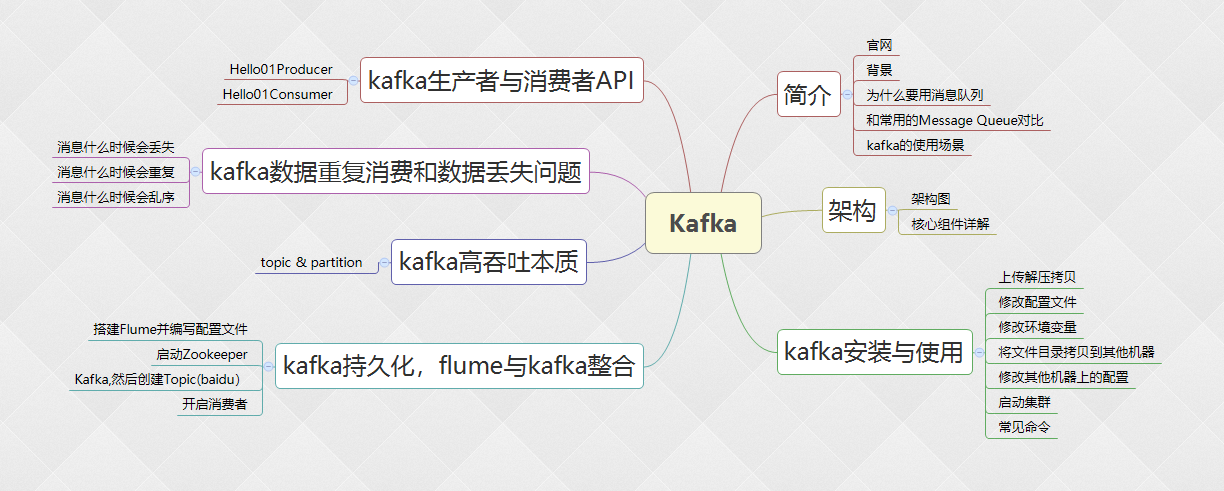 Kafka
简介
官网
背景
为什么要用消息队列
和常用的Message Queue对比
kafka的使用场景
架构
架构图
核心组件详解
kafka安装与使用
上传解压拷贝
修改配置文件
修改环境变量
将文件目录拷贝到其他机器
修改其他机器上的配置
启动集群
常见命令
kafka生产者与消费者API
Hello01Producer
Hello01Consumer
kafka数据重复消费和数据丢失问题
消息什么时候会丢失
消息什么时候会重复
消息什么时候会乱序
kafka高吞吐本质
topic & partition
kafka持久化，flume与kafka整合
搭建Flume并编写配置文件
启动Zookeeper
Kafka,然后创建Topic(baidu）
开启消费者